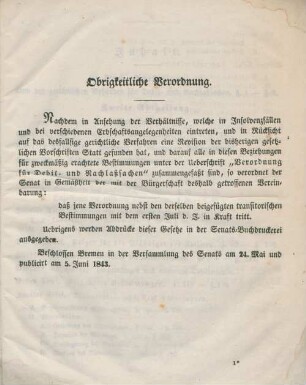 Obrigkeitliche Verordnung.
Nachdem in Ansehung der Verhältnisse, welche in Insolvenzfällen
und bei verschiedenen Erbschaftsangelegenheiten eintreten, und in Rücksicht
auf das desfallsige gerichtliche Verfahren eine Revision der bisherigen gesetz-
lichen Vorschriften Statt gefunden hat, und darauf alle in diesen Beziehungen
für zweckmäßig erachtete Bestimmungen unter der Ueberschrift „Verordnung
für Debit- und Nachlaßsachen" zusammengefaßt sind, so verordnet
der Senat in Gemäßheit der mit der Bürgerschaft deshalb getroffenen Verein-
barung:
daß jene Verordnung nebst den derselben beigefügten transitorischen
Bestimmungen mit dem ersten Juli d. J. in Kraft tritt.
Uebrigens werden Abdrücke dieser Gesetze in der Senats-Buchdruckerei
ausgegeben.
Beschlossen Bremen in der Versammlung des Senats am 24. Mai und
publicirt am 5. Juni 1843.
1*